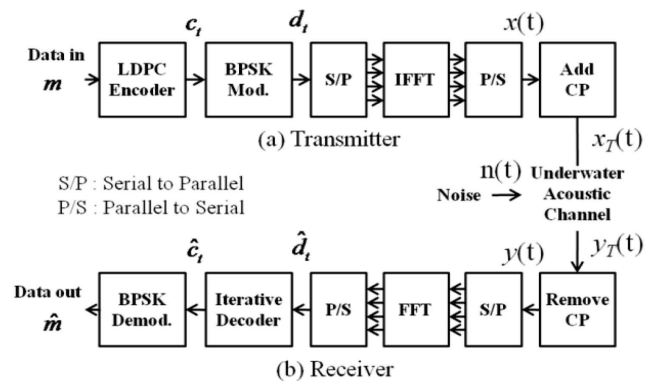 c_t d_t x(t)
Data in
m
LDPC
Encoder
BPSK
Mod.
S/P
IFFT
P/S
Add
CP
(a) Transmitter
x_T(t)
S/P : Serial to Parallel
P/S : Parallel to Serial
n(t)
Noise
Underwater
Acoustic
Channel
ĉ_t d̂_t y(t) y_T(t)
Data out
m̂
BPSK
Demod.
Iterative
Decoder
P/S
FFT
S/P
Remove
CP
(b) Receiver